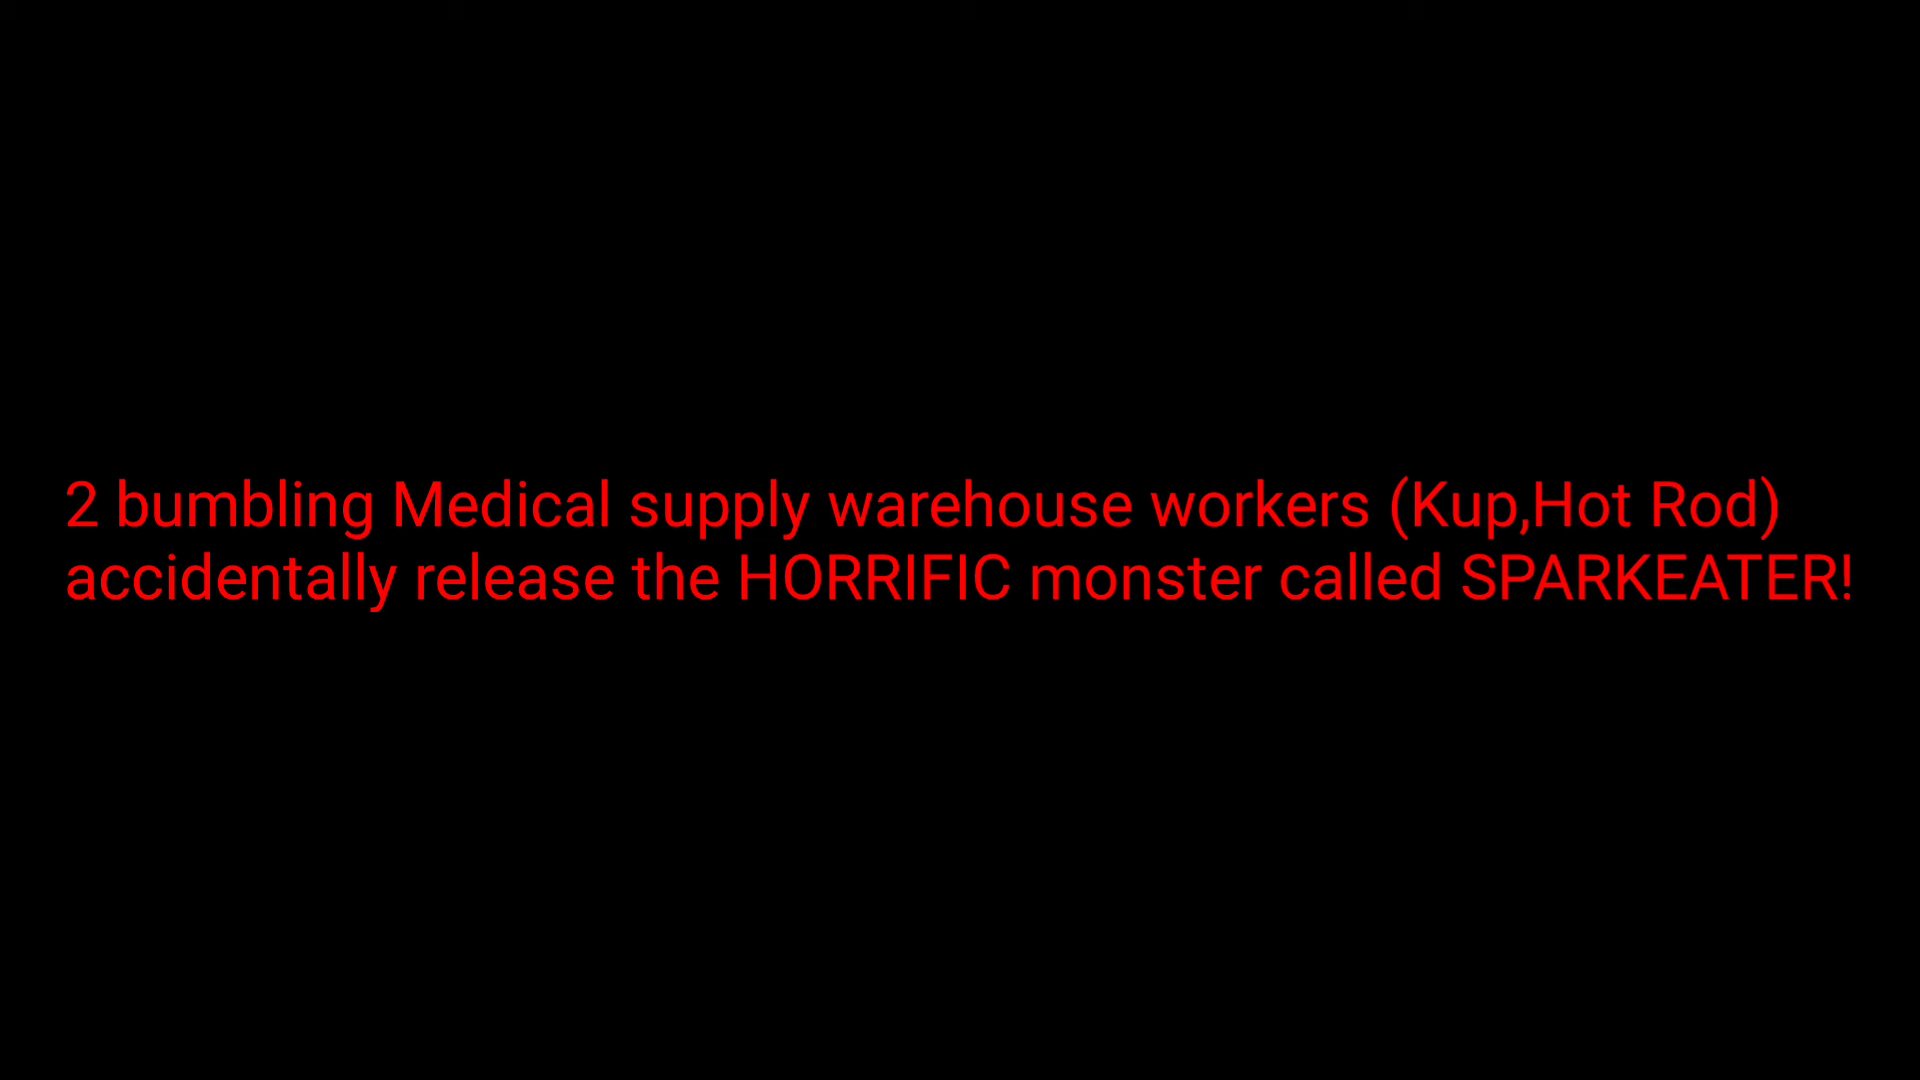 2 bumbling Medical supply warehouse workers (Kup,Hot Rod)
accidentally release the HORRIFIC monster called SPARKEATER!